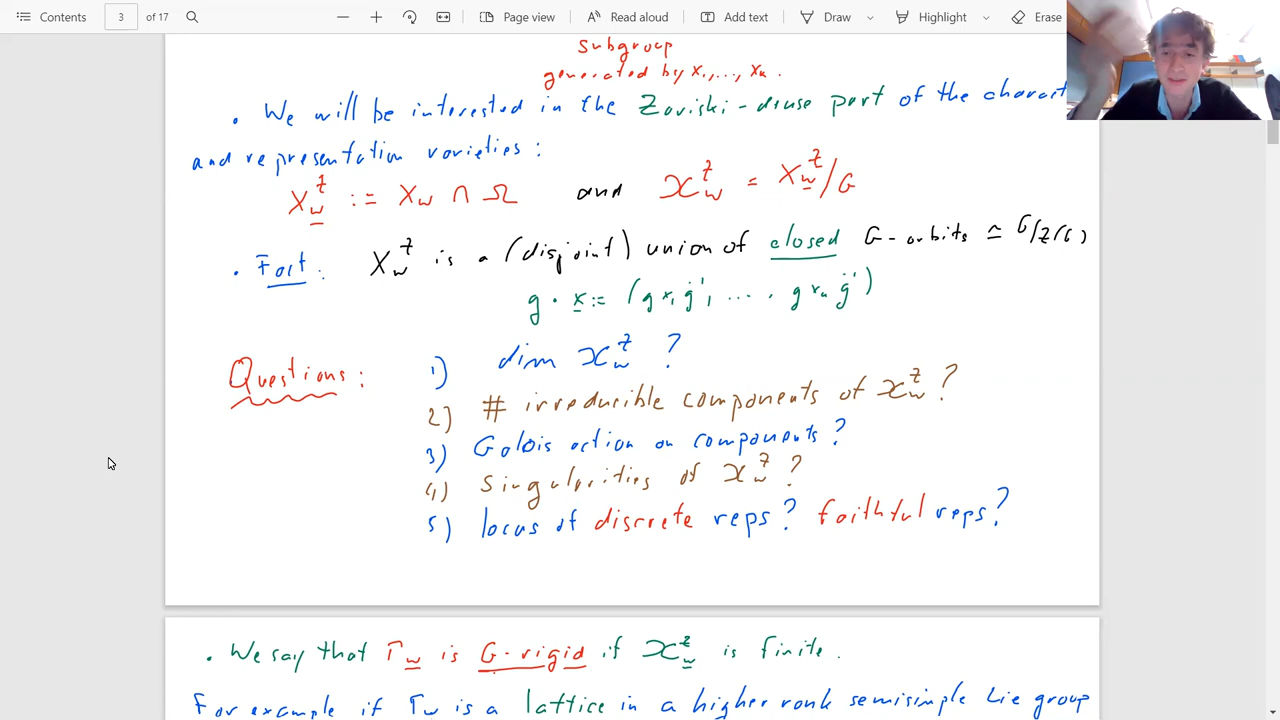 Contents 3 of 17 Page view Read aloud Add text Draw Highlight Erase
subgroup
generated by x₁,..., xₖ.
• We will be interested in the Zariski-dense part of the charact
and representation varieties:
X_w^z := X_w ∩ Ω and 𝒳_w^z = X_w^z/G
• Fact: X_w^z is a (disjoint) union of closed G-orbits ≃ G/Z(G)
g · x := (g x₁ g⁻¹, ..., g xₖ g⁻¹)
Questions: 1) dim 𝒳_w^z ?
2) # irreducible components of 𝒳_w^z ?
3) Galois action on components ?
4) Singularities of 𝒳_w^z ?
5) locus of discrete reps? faithful reps?
• We say that Γ_w is G-rigid if 𝒳_w^z is finite.
For example if Γ_w is a lattice in a higher rank semisimple Lie group